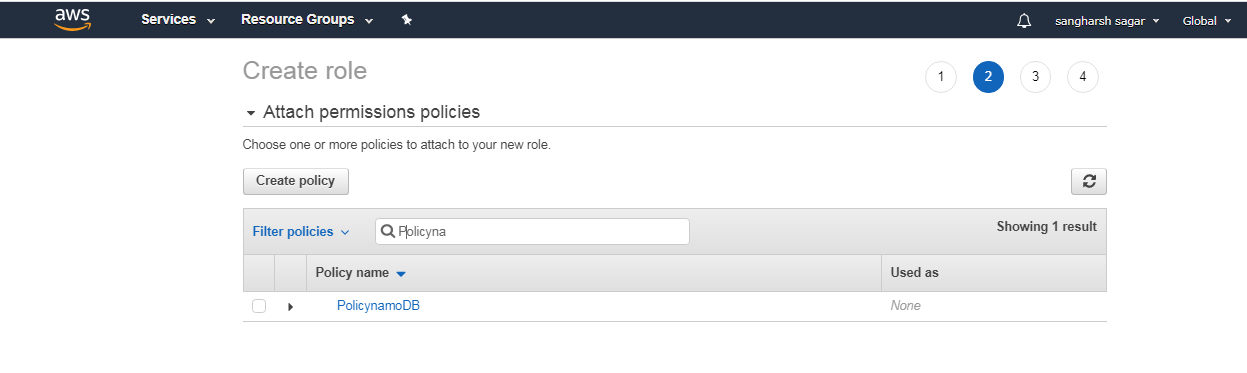 aws Services Resource Groups sangharsh sagar Global
Create role 1 2 3 4
Attach permissions policies
Choose one or more policies to attach to your new role.
Create policy
Filter policies Policyna Showing 1 result
Policy name Used as
PolicynamoDB None